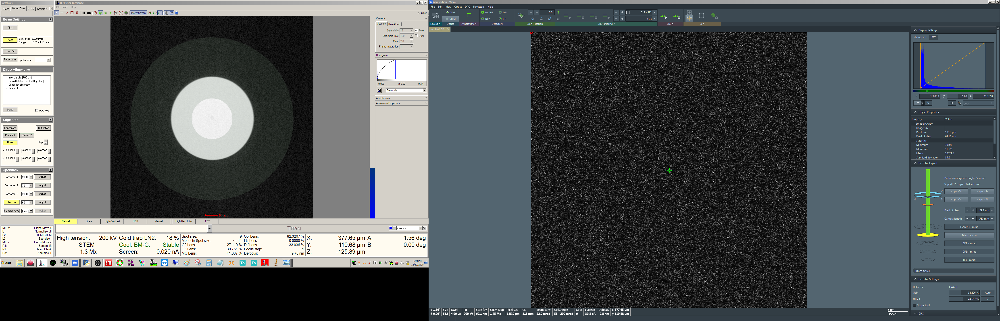 Workset
Stage
Beam/Tune
STEM
Camera
Beam Settings
TEM
Probe
Semi-angle 22.00 mrad
Range 10.41-44.18 mrad
Free Ctrl
Reset beam
Spot number
9
Direct Alignments
Intensity List [FOCUS]
Tomo Rotation Center (Objective)
Diffraction alignment
Beam Tilt
Done
Auto help
Stigmator
Condenser
Diffraction
Probe A1
Probe B2
None
Step:
x 0.00000 -0.00024 0.00000
y 0.00000 -0.00005 0.00000
Apertures
Condenser 1 2000 Adjust
Condenser 2 70 Adjust
Condenser 3 2000 Adjust
Objective 60 Adjust
Selected Area [none] Adjust
MF X: Piezo Move X
L1: Normalize all
L2: TEM/STEM
L3: Spotsize -
MF Y: Piezo Move Z
R1: Screen lift
R2: Beam Blank
R3: Spotsize +
TEM User Interface
File Mode Help
Insert Screen
Close
5 mrad
Camera
Settings
Bias & Gain
Sensitivity: 12 Auto
Exp. time [ms]: 100 Dual
Gain: 2.8
Frame integration: 1
Histogram
0.000 γ: 2.22 0.371
Greyscale
Adjustments
Annotation Properties
Natural
Linear
High Contrast
HDR
Manual
High Resolution
FFT
TITAN
- None -
High tension: 200 kV
STEM
1.3 Mx
Cold trap LN2: 18 %
Cool. BM-C: Stable
Screen: 0.020 nA
Spot size: 9
Monochr.Spot size: <= 11
C2 Lens: 27.110 %
C3 Lens: 30.751 %
MC Lens: 41.387 %
Obj Lens: 82.3267 %
Ltz Lens: 0.0000 %
Dif Lens: 33.036 %
Focus step: 1
Defocus: -9.78 nm
X: 377.65 µm
Y: 110.68 µm
Z: -125.89 µm
A: 1.56 deg
B: 0.00 deg
Start
3:39 PM
12/12/2025
Ve Acquisition - Velox
File Edit View Optics DPC Detectors Help
TEM
STEM
HAADF
DF4
DF2
BF
0.0°
512 x 512
4 µs
Layout
Optics
Annotations
Detectors
Scan Rotation
STEM Imaging
EDS
SI
A : HAADF
Display Settings
Histogram
FFT
10806.4
γ 1.00
11372.8
V
grey
Object Properties
Property Value
Image HAADF
Image size -
Pixel size 135.0 pm
Field of view 69.13 nm
Statistics
Minimum 10801
Maximum 11822
Mean 10874.5
Standard deviation 89.0
Detector Layout
Probe convergence angle: 22 mrad
SuperXG2: - cps -% dead time
1 2
- cps -% - cps -%
4 3
- cps -% - cps -%
Field of view 69.1 nm
Camera length 580 mm
HAADF: - mrad
Main Screen
DF4: - mrad
DF2: - mrad
BF: - mrad
Beam active
Detector Settings
Detector HAADF
Gain 38.896 % Auto
Offset 44.657 % Set
Scope tool
DPC
α 1.56° Size Dwell HT Scan fov STEM Mag Pixel size CL Beam conv. Coll. Angle Spot I screen Defocus x 377.65 µm
β 0.00° 512 4.00 µs 200 kV 69.1 nm 1.45 Mx 135.0 pm 115 mm 22.0 mrad 58 - 200 mrad 9 30.3 pA -9.8 nm y 110.58 µm
5 nm
HAADF